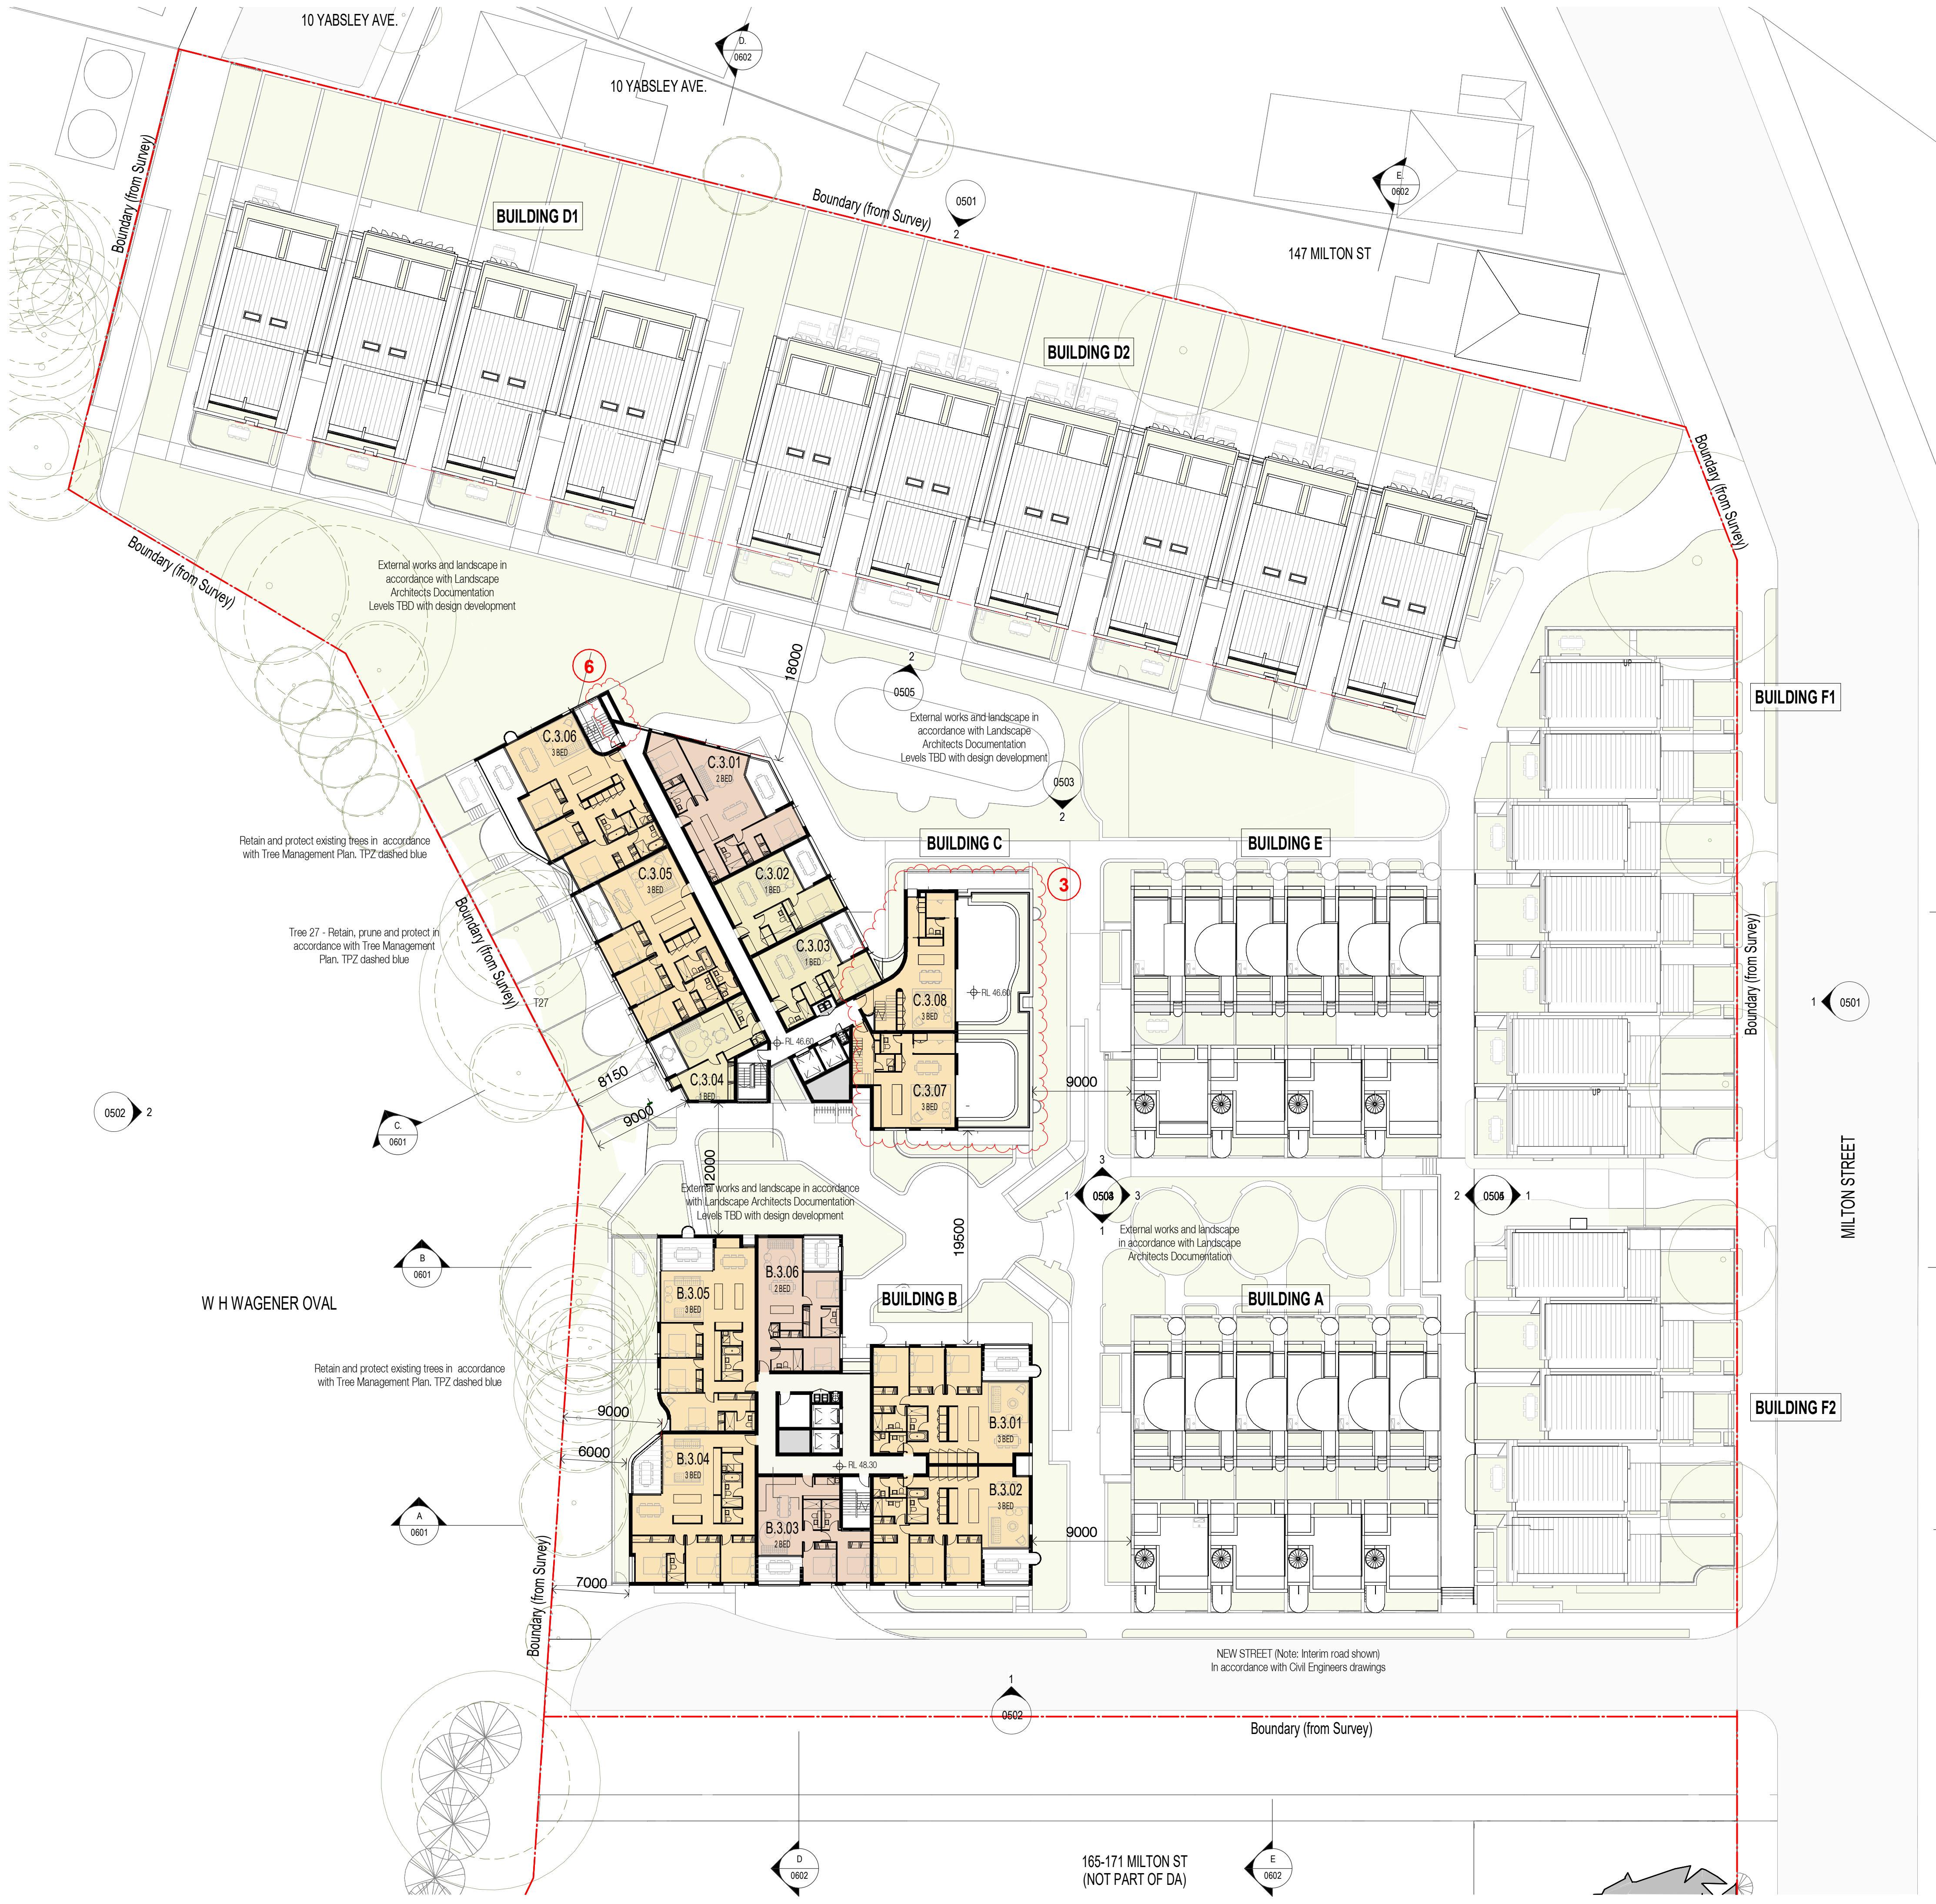 10 YABSLEY AVE.
D.
0602
10 YABSLEY AVE.
Boundary (from Survey)
E.
0602
Boundary (from Survey)
0501
2
BUILDING D1
147 MILTON ST
BUILDING D2
Boundary (from Survey)
Boundary (from Survey)
External works and landscape in
accordance with Landscape
Architects Documentation
Levels TBD with design development
18000
6
2
0505
UP
BUILDING F1
External works and landscape in
accordance with Landscape
Architects Documentation
Levels TBD with design development
C.3.06
3 BED
C.3.01
2 BED
0503
2
Retain and protect existing trees in accordance
with Tree Management Plan. TPZ dashed blue
BUILDING C
BUILDING E
C.3.05
3 BED
C.3.02
1 BED
3
Boundary (from Survey)
Tree 27 - Retain, prune and protect in
accordance with Tree Management
Plan. TPZ dashed blue
T27
C.3.03
1 BED
Boundary (from Survey)
C.3.08
3 BED
RL 46.60
1
0501
RL 46.60
8150
C.3.04
1 BED
C.3.07
3 BED
9000
UP
0502
2
9000
C.
0601
12000
MILTON STREET
External works and landscape in accordance
with Landscape Architects Documentation
Levels TBD with design development
3
1
3
1
2
1
19500
External works and landscape
in accordance with Landscape
Architects Documentation
B
0601
W H WAGENER OVAL
B.3.05
3 BED
B.3.06
2 BED
BUILDING B
BUILDING A
Retain and protect existing trees in accordance
with Tree Management Plan. TPZ dashed blue
9000
B.3.01
3 BED
BUILDING F2
6000
B.3.04
3 BED
RL 48.30
B.3.02
3 BED
A
0601
B.3.03
2 BED
9000
7000
Boundary (from Survey)
NEW STREET (Note: Interim road shown)
In accordance with Civil Engineers drawings
1
0502
Boundary (from Survey)
D
0602
165-171 MILTON ST
(NOT PART OF DA)
E
0602